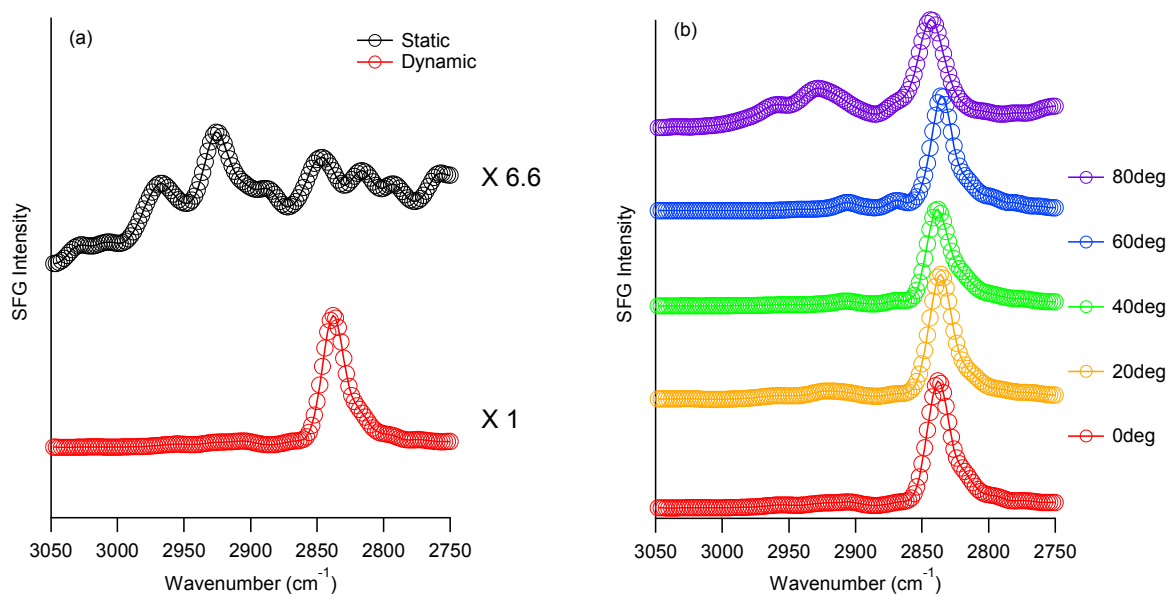 (a)
Static
Dynamic
X 6.6
X 1
SFG Intensity
3050 3000 2950 2900 2850 2800 2750
Wavenumber (cm⁻¹)
(b)
80deg
60deg
40deg
20deg
0deg
SFG Intensity
3050 3000 2950 2900 2850 2800 2750
Wavenumber (cm⁻¹)